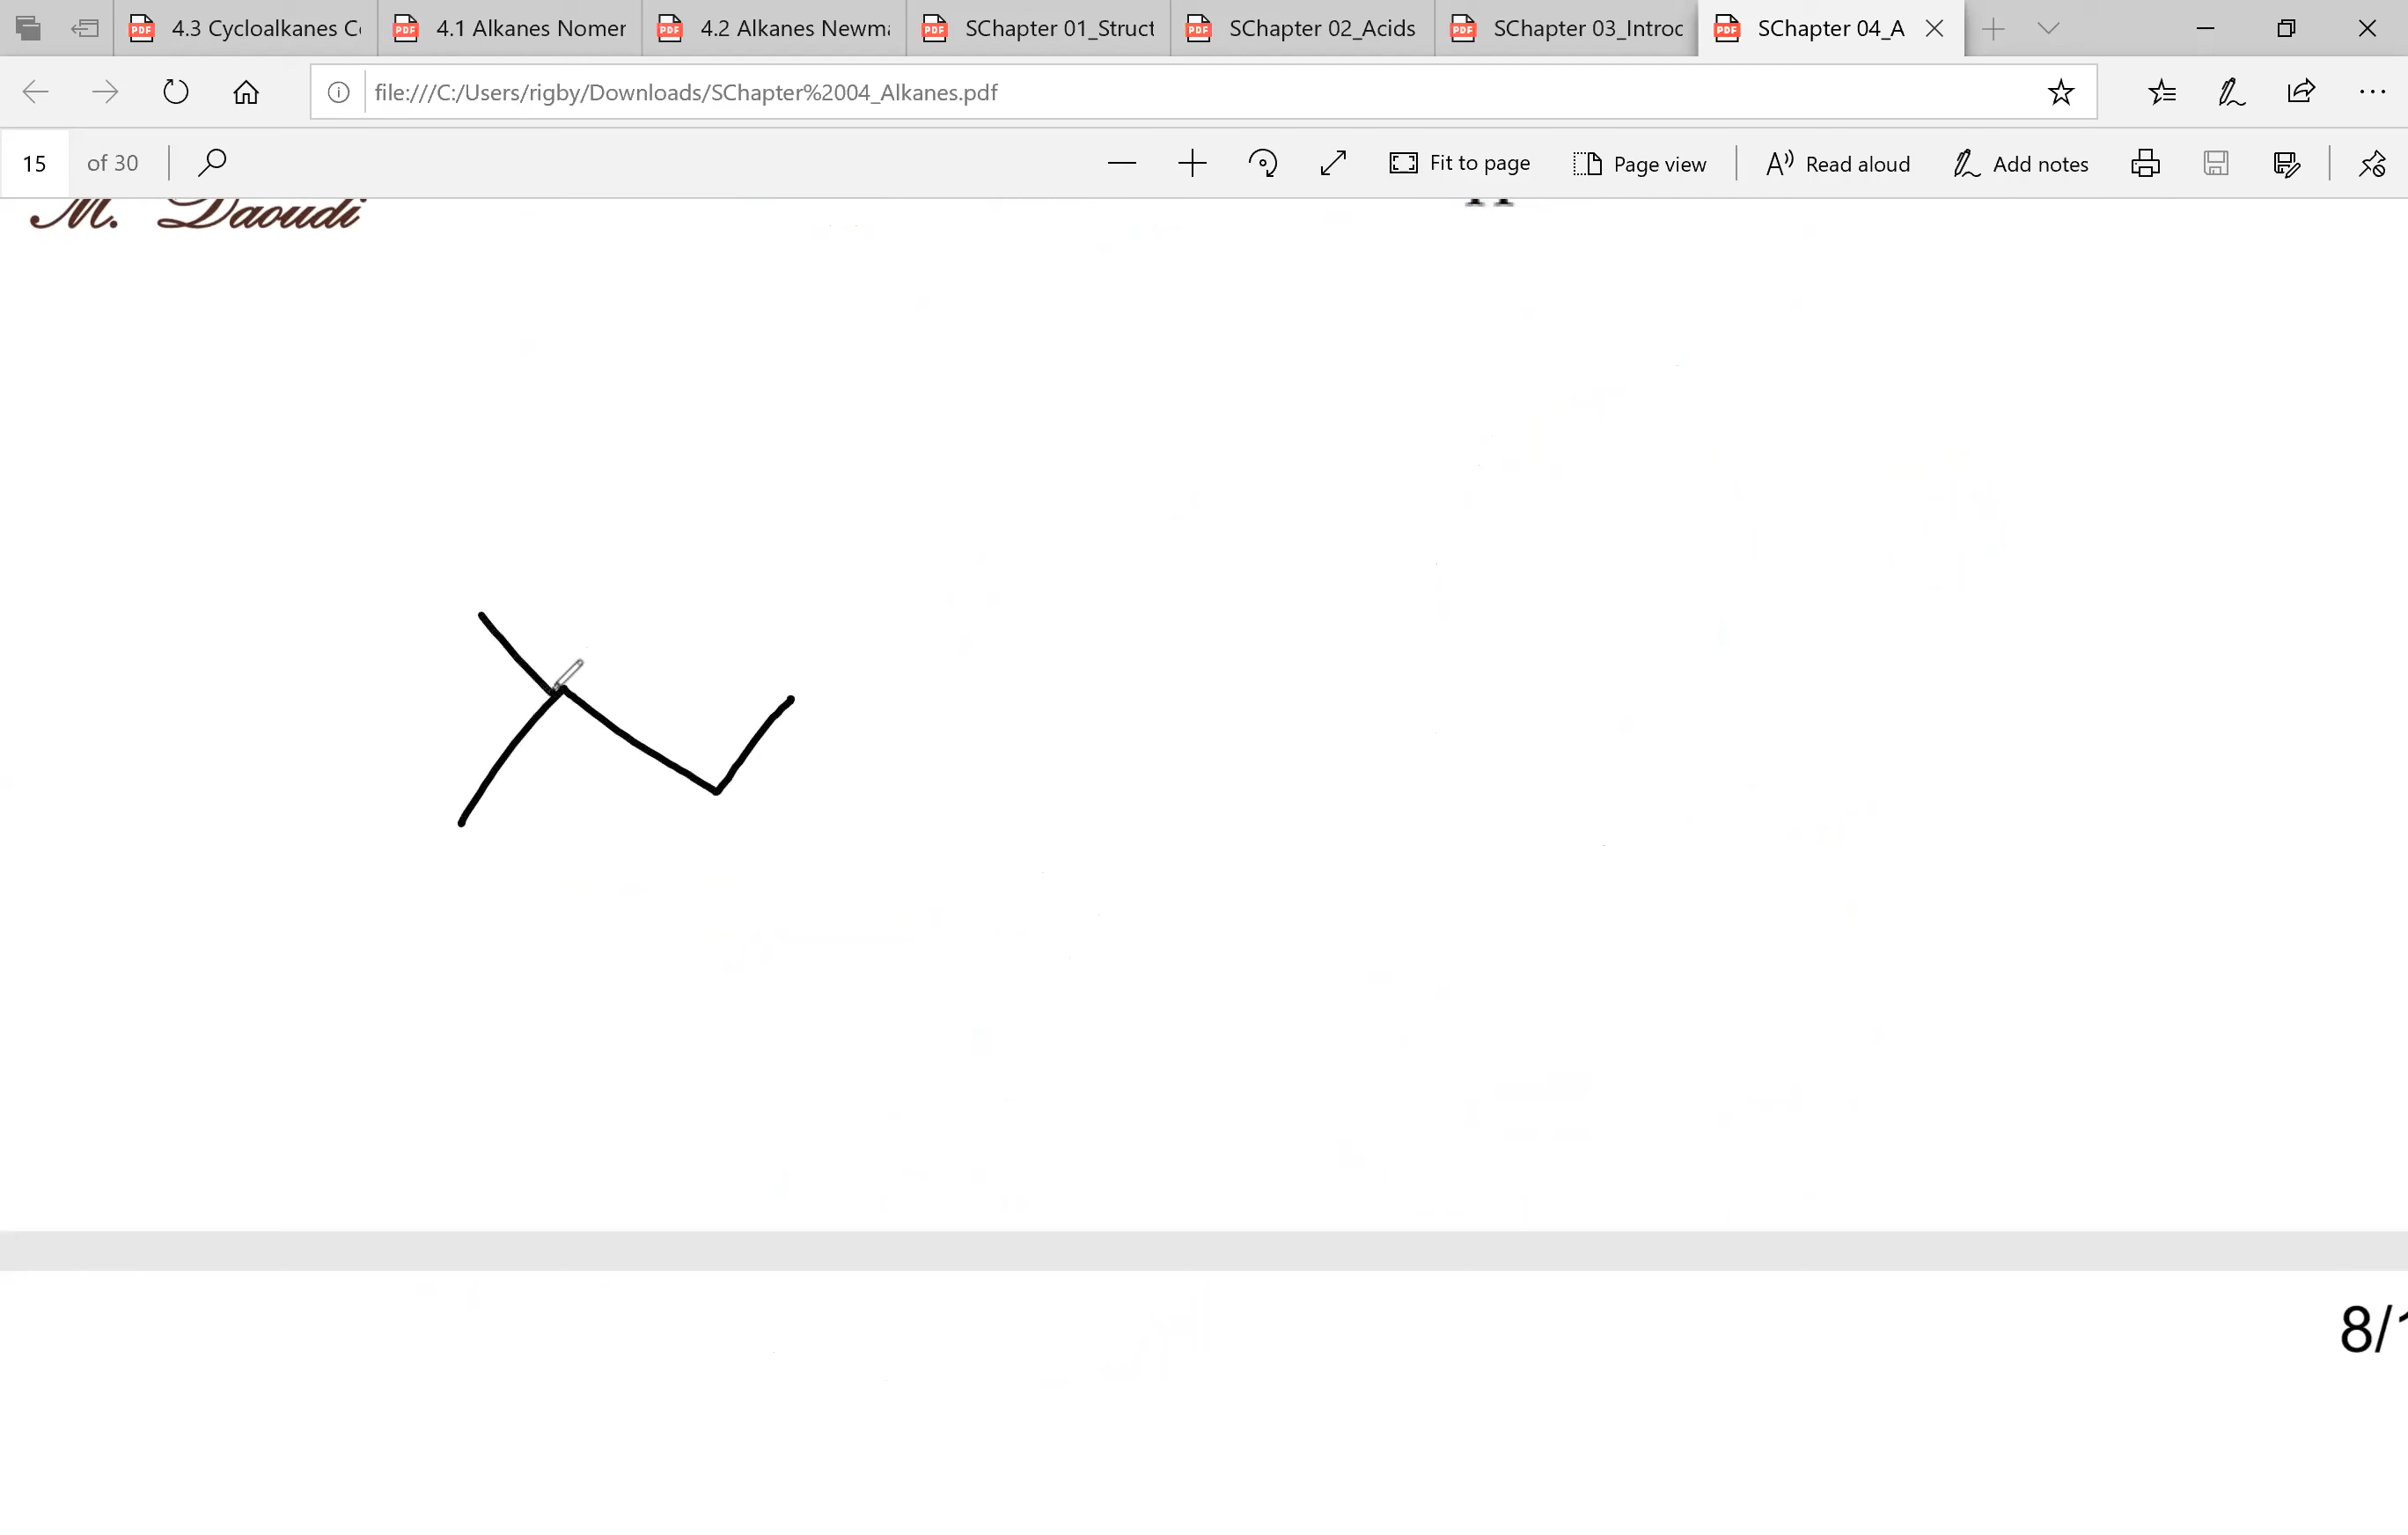 4.3 Cycloalkanes C
4.1 Alkanes Nomer
4.2 Alkanes Newm
SChapter 01_Struct
SChapter 02_Acids
SChapter 03_Introc
SChapter 04_A
file:///C:/Users/rigby/Downloads/SChapter%2004_Alkanes.pdf
15 of 30
Fit to page
Page view
Read aloud
Add notes
M. Daoudi
8/1